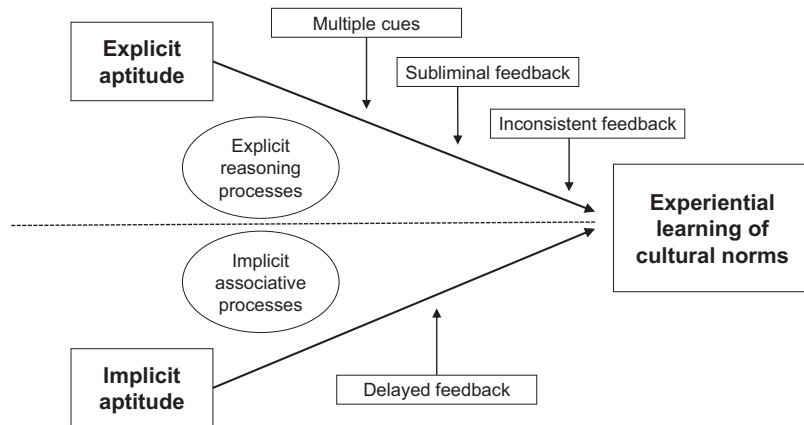 Multiple cues
Explicit
aptitude
Subliminal feedback
Inconsistent feedback
Explicit
reasoning
processes
Experiential
learning of
cultural norms
Implicit
associative
processes
Implicit
aptitude
Delayed feedback